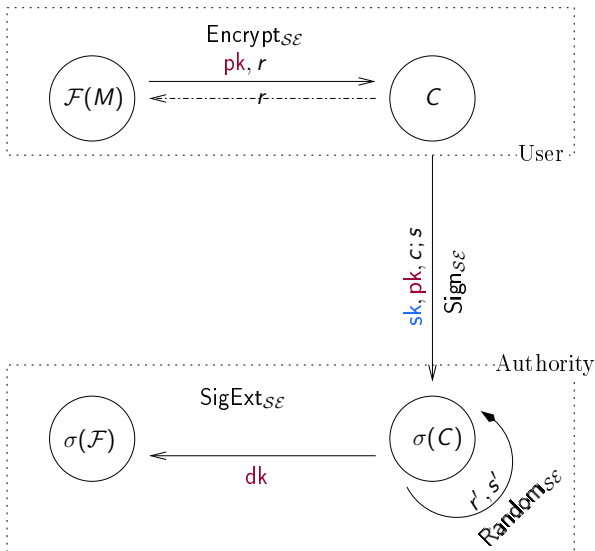 Encrypt𝒮ℰ
pk, r
ℱ(M)
r
C
User
sk, pk, c; s
Sign𝒮ℰ
Authority
SigExt𝒮ℰ
σ(ℱ)
σ(C)
dk
r′, s′
Random𝒮ℰ